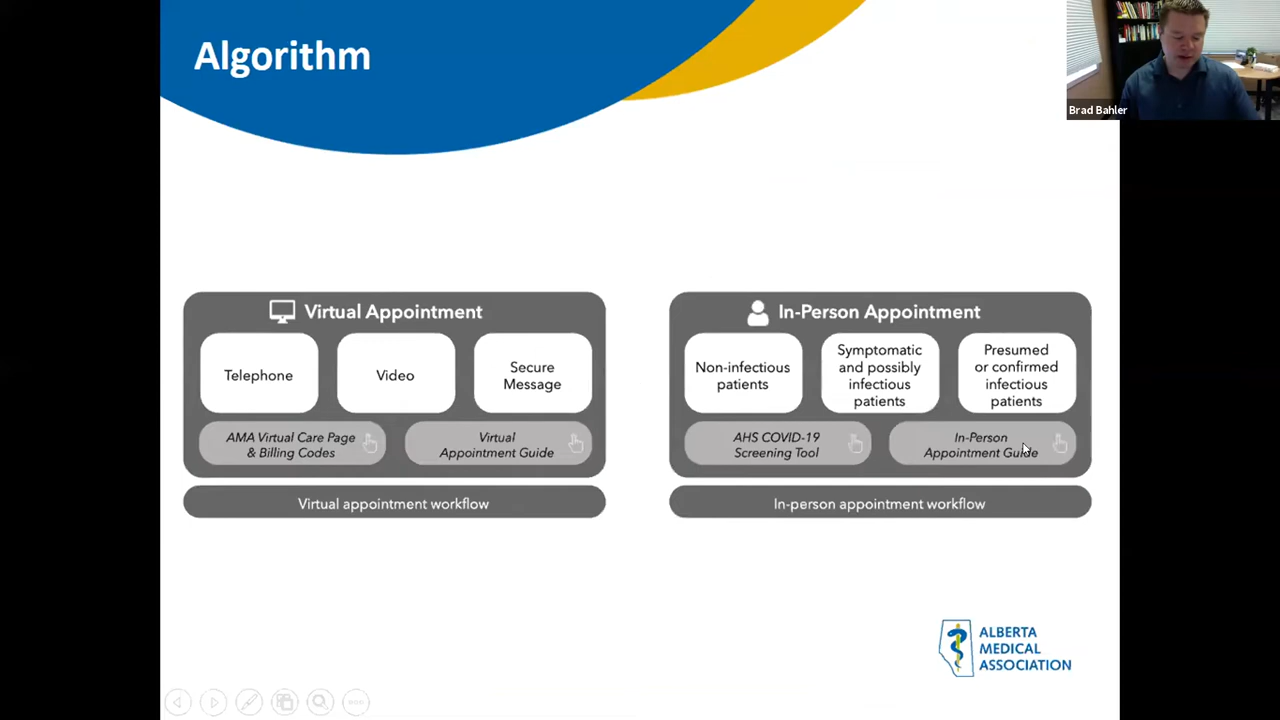 Algorithm
Brad Bahler
Virtual Appointment
Telephone
Video
Secure
Message
AMA Virtual Care Page
& Billing Codes
Virtual
Appointment Guide
Virtual appointment workflow
In-Person Appointment
Non-infectious
patients
Symptomatic
and possibly
infectious
patients
Presumed
or confirmed
infectious
patients
AHS COVID-19
Screening Tool
In-Person
Appointment Guide
In-person appointment workflow
ALBERTA
MEDICAL
ASSOCIATION